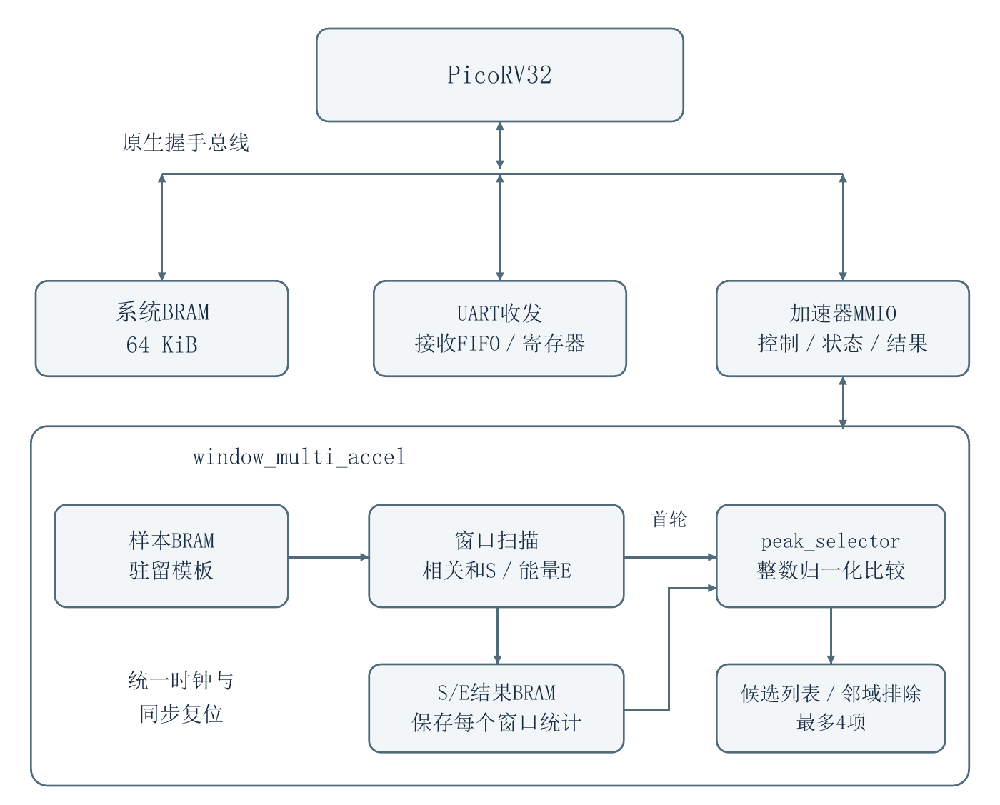 PicoRV32
原生握手总线
系统BRAM
64 KiB
UART收发
接收FIFO / 寄存器
加速器MMIO
控制 / 状态 / 结果
window_multi_accel
样本BRAM
驻留模板
窗口扫描
相关和S / 能量E
首轮
peak_selector
整数归一化比较
统一时钟与
同步复位
S/E结果BRAM
保存每个窗口统计
候选列表 / 邻域排除
最多4项